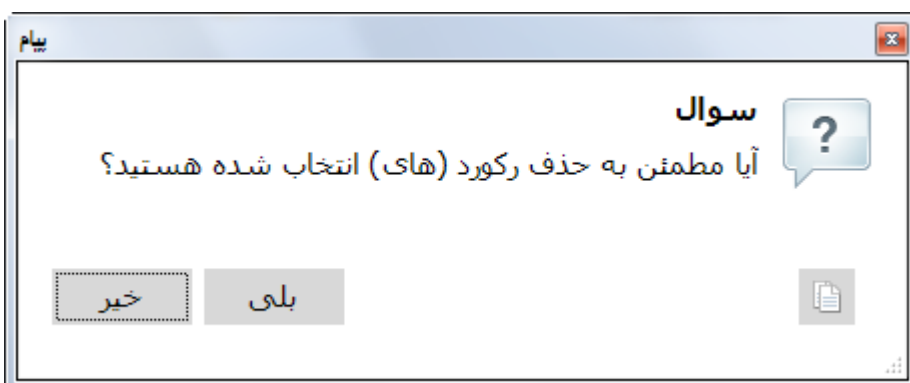 پیام
سوال
آیا مطمئن به حذف رکورد (های) انتخاب شده هستید؟
بلی
خیر